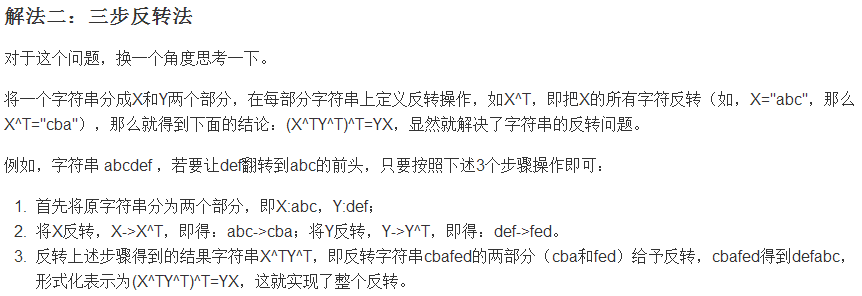 解法二：三步反转法
对于这个问题，换一个角度思考一下。
将一个字符串分成X和Y两个部分，在每部分字符串上定义反转操作，如X^T，即把X的所有字符反转（如，X="abc"，那么
X^T="cba"），那么就得到下面的结论：(X^TY^T)^T=YX，显然就解决了字符串的反转问题。
例如，字符串 abcdef ，若要让def翻转到abc的前头，只要按照下述3个步骤操作即可：
1. 首先将原字符串分为两个部分，即X:abc，Y:def；
2. 将X反转，X->X^T，即得：abc->cba；将Y反转，Y->Y^T，即得：def->fed。
3. 反转上述步骤得到的结果字符串X^TY^T，即反转字符串cbafed的两部分（cba和fed）给予反转，cbafed得到defabc，
形式化表示为(X^TY^T)^T=YX，这就实现了整个反转。